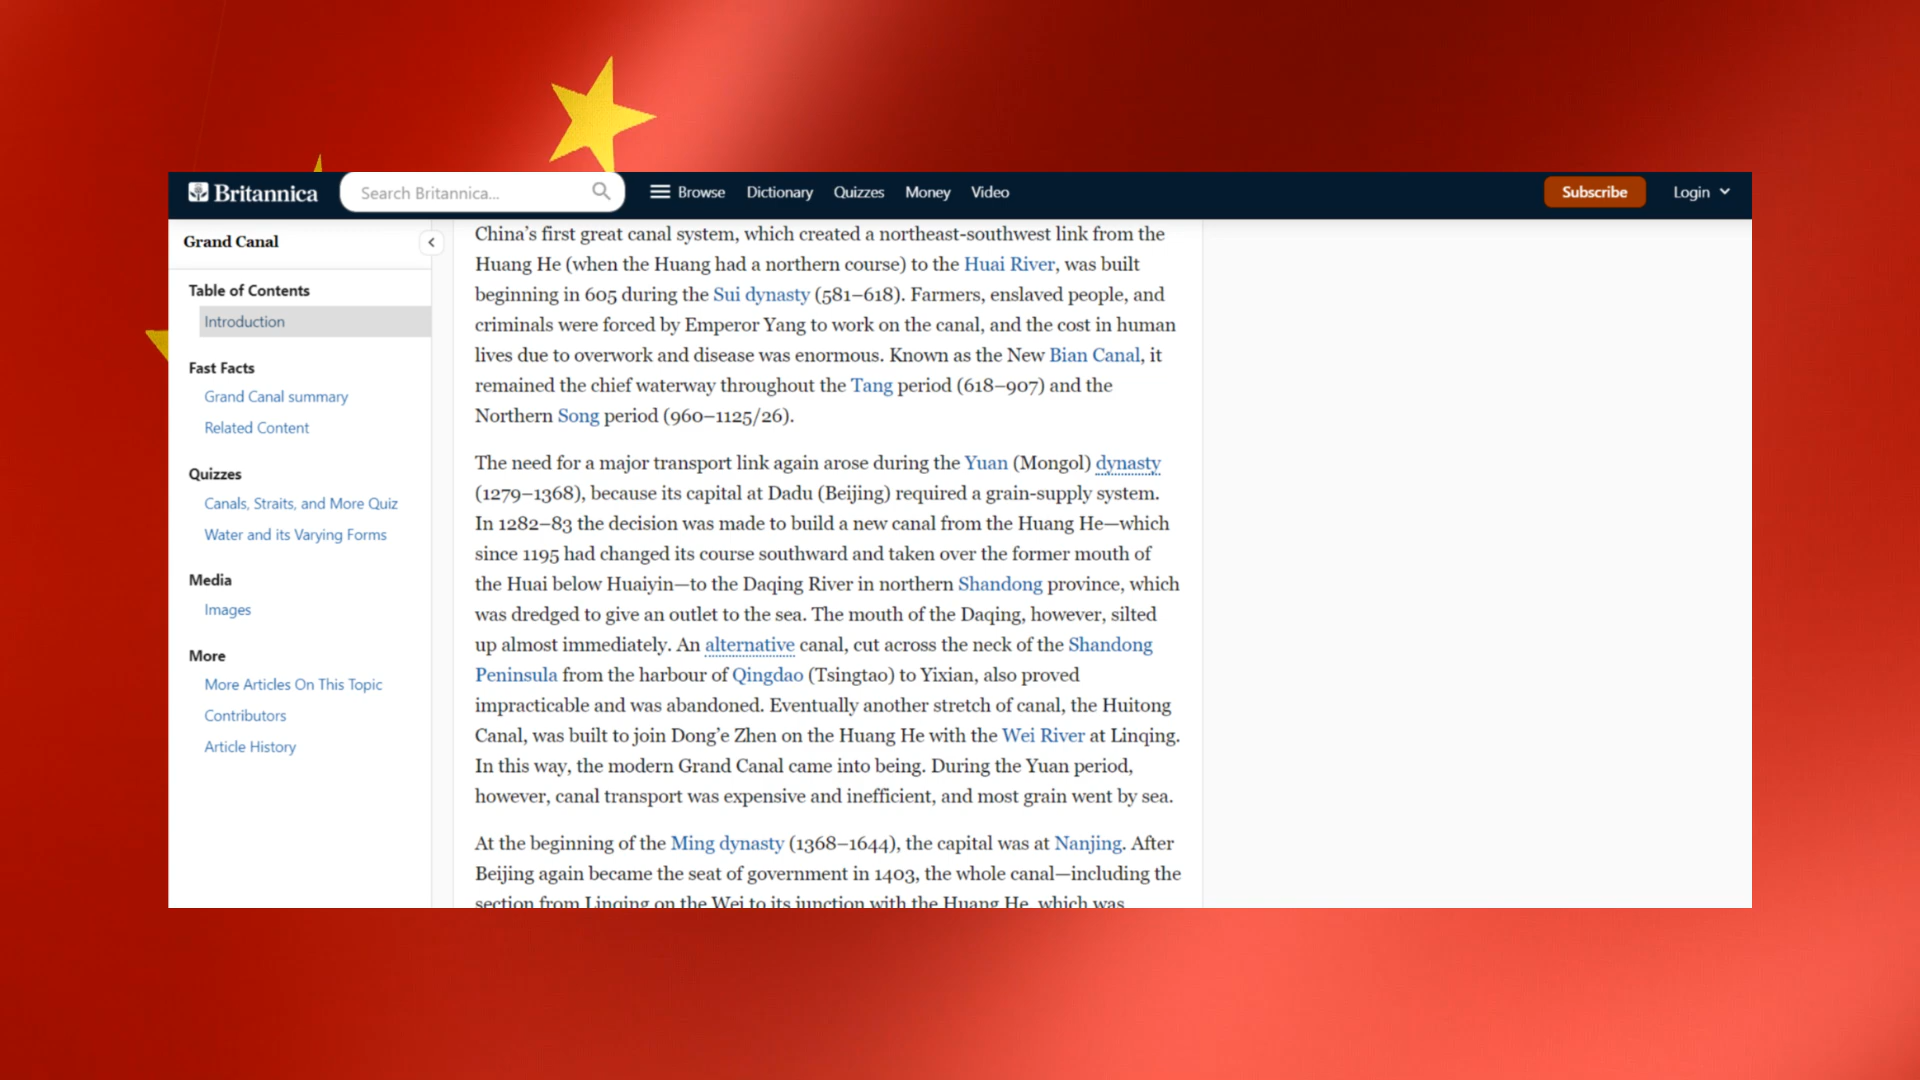 Britannica
Search Britannica...
Browse
Dictionary
Quizzes
Money
Video
Subscribe
Login
Grand Canal
Table of Contents
Introduction
Fast Facts
Grand Canal summary
Related Content
Quizzes
Canals, Straits, and More Quiz
Water and its Varying Forms
Media
Images
More
More Articles On This Topic
Contributors
Article History
China’s first great canal system, which created a northeast-southwest link from the
Huang He (when the Huang had a northern course) to the Huai River, was built
beginning in 605 during the Sui dynasty (581–618). Farmers, enslaved people, and
criminals were forced by Emperor Yang to work on the canal, and the cost in human
lives due to overwork and disease was enormous. Known as the New Bian Canal, it
remained the chief waterway throughout the Tang period (618–907) and the
Northern Song period (960–1125/26).
The need for a major transport link again arose during the Yuan (Mongol) dynasty
(1279–1368), because its capital at Dadu (Beijing) required a grain-supply system.
In 1282–83 the decision was made to build a new canal from the Huang He—which
since 1195 had changed its course southward and taken over the former mouth of
the Huai below Huaiyin—to the Daqing River in northern Shandong province, which
was dredged to give an outlet to the sea. The mouth of the Daqing, however, silted
up almost immediately. An alternative canal, cut across the neck of the Shandong
Peninsula from the harbour of Qingdao (Tsingtao) to Yixian, also proved
impracticable and was abandoned. Eventually another stretch of canal, the Huitong
Canal, was built to join Dong’e Zhen on the Huang He with the Wei River at Linqing.
In this way, the modern Grand Canal came into being. During the Yuan period,
however, canal transport was expensive and inefficient, and most grain went by sea.
At the beginning of the Ming dynasty (1368–1644), the capital was at Nanjing. After
Beijing again became the seat of government in 1403, the whole canal—including the
section from Linqing on the Wei to its junction with the Huang He, which was